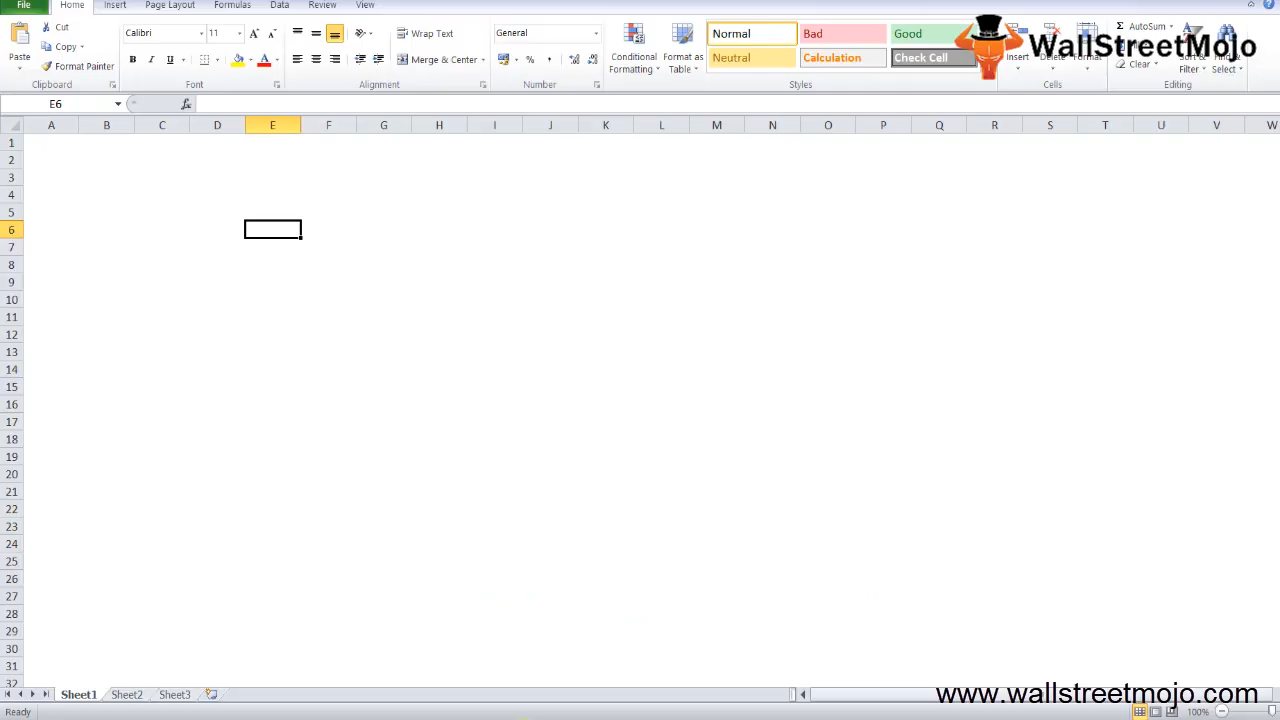 File Home Insert Page Layout Formulas Data Review View
Cut
Copy
Format Painter
Paste
Clipboard
Calibri 11
Font
Wrap Text
Merge & Center
Alignment
General
Number
Conditional Formatting
Format as Table
Normal Bad Good
Neutral Calculation Check Cell
Styles
Insert Delete Format
Cells
AutoSum
Clear
Sort & Filter
Find & Select
Editing
WallStreetMojo
E6 fx
A B C D E F G H I J K L M N O P Q R S T U V W
1
2
3
4
5
6
7
8
9
10
11
12
13
14
15
16
17
18
19
20
21
22
23
24
25
26
27
28
29
30
31
32
Sheet1 Sheet2 Sheet3
www.wallstreetmojo.com
Ready 100%